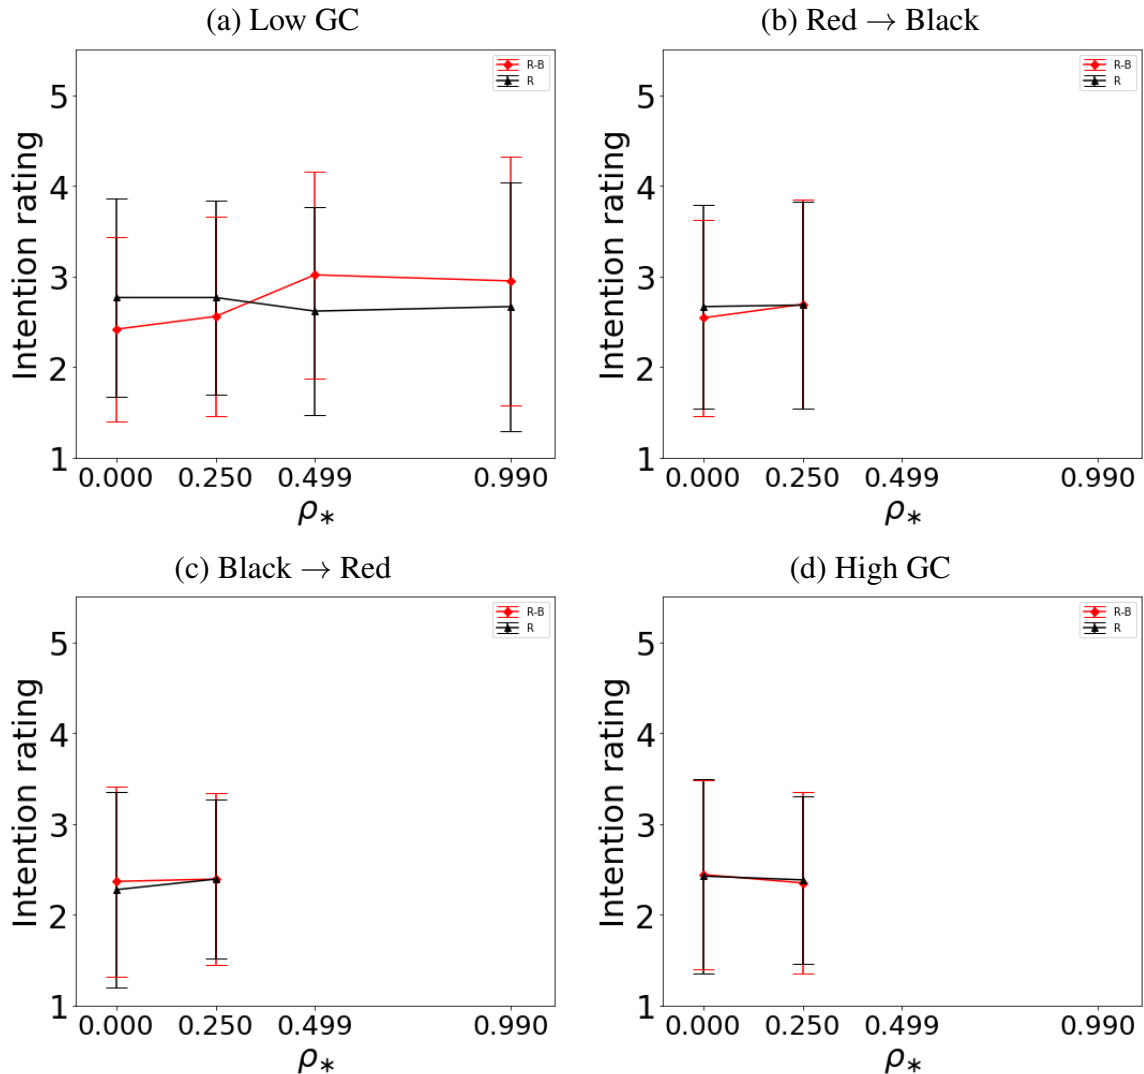 (a) Low GC
R-B
R
Intention rating
5
4
3
2
1
0.000 0.250 0.499 0.990
ρ*
(b) Red → Black
R-B
R
Intention rating
5
4
3
2
1
0.000 0.250 0.499 0.990
ρ*
(c) Black → Red
R-B
R
Intention rating
5
4
3
2
1
0.000 0.250 0.499 0.990
ρ*
(d) High GC
R-B
R
Intention rating
5
4
3
2
1
0.000 0.250 0.499 0.990
ρ*